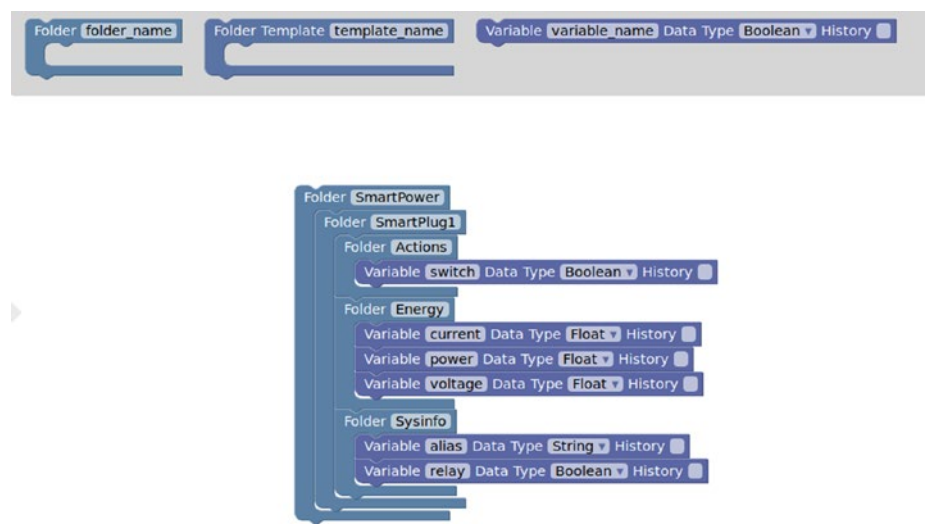 Folder folder_name Folder Template template_name Variable variable_name Data Type Boolean History
Folder SmartPower
Folder SmartPlug1
Folder Actions
Variable switch Data Type Boolean History
Folder Energy
Variable current Data Type Float History
Variable power Data Type Float History
Variable voltage Data Type Float History
Folder Sysinfo
Variable alias Data Type String History
Variable relay Data Type Boolean History